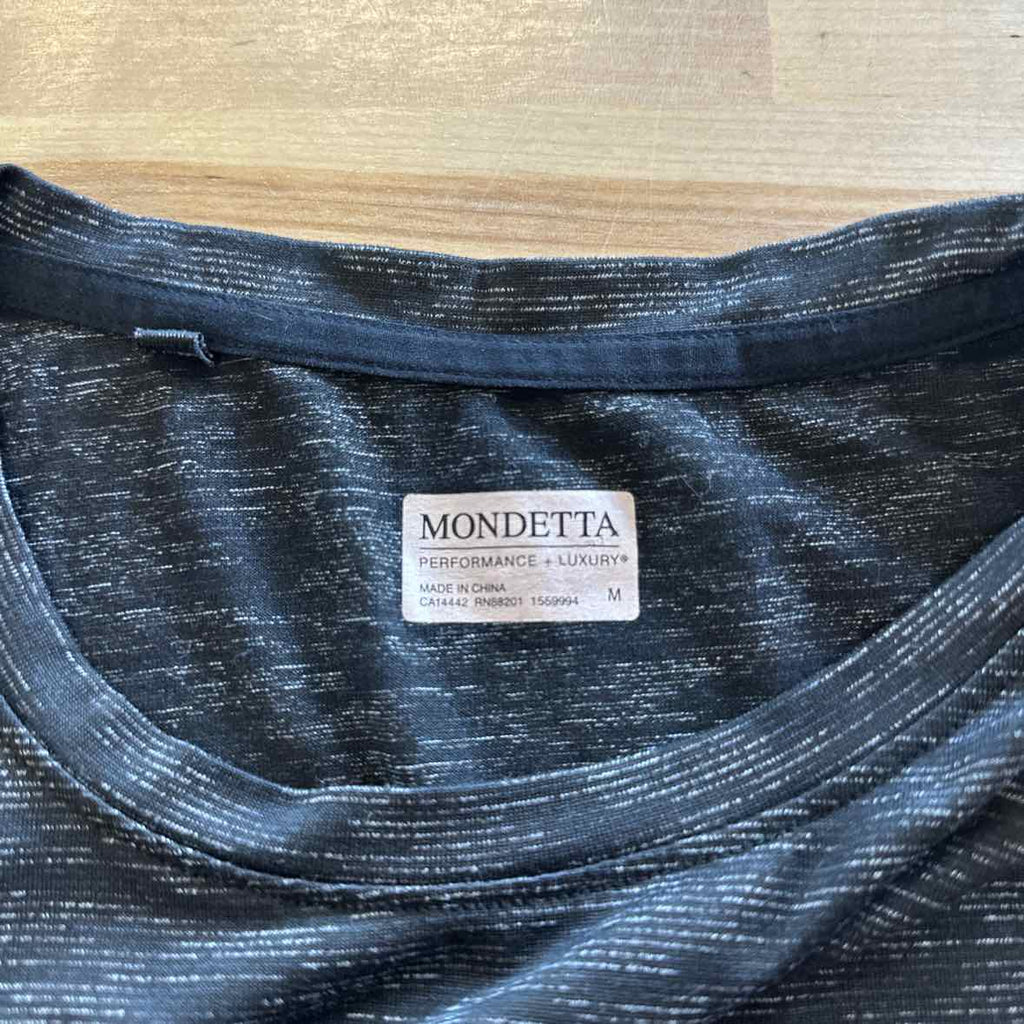 MONDETTA
PERFORMANCE + LUXURY®
MADE IN CHINA
CA14442 RN88201 1559994 M